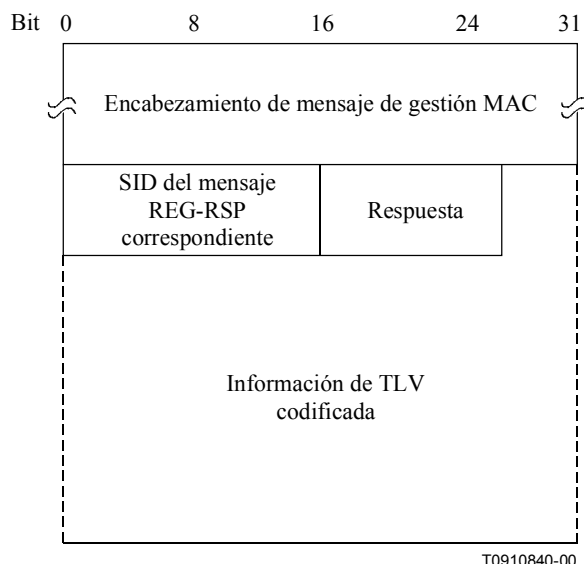 Bit 0 8 16 24 31
Encabezamiento de mensaje de gestión MAC
SID del mensaje
REG-RSP
correspondiente
Respuesta
Información de TLV
codificada
T0910840-00